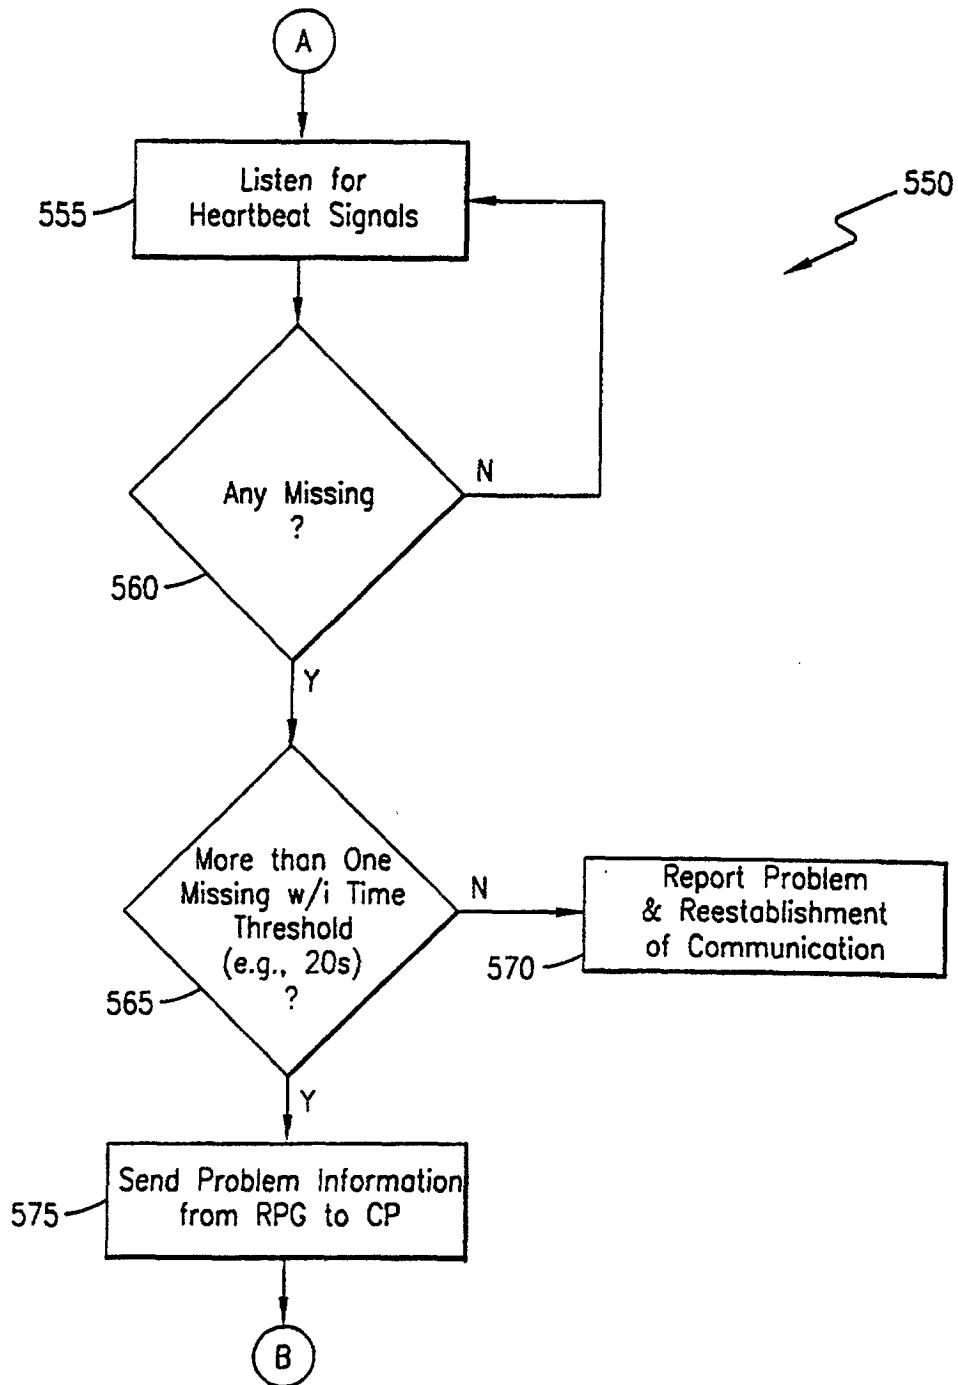 A
Listen for
Heartbeat Signals
555
550
Any Missing
?
N
560
Y
More than One
Missing w/i Time
Threshold
(e.g., 20s)
?
N
565
Report Problem
& Reestablishment
of Communication
570
Y
Send Problem Information
from RPG to CP
575
B